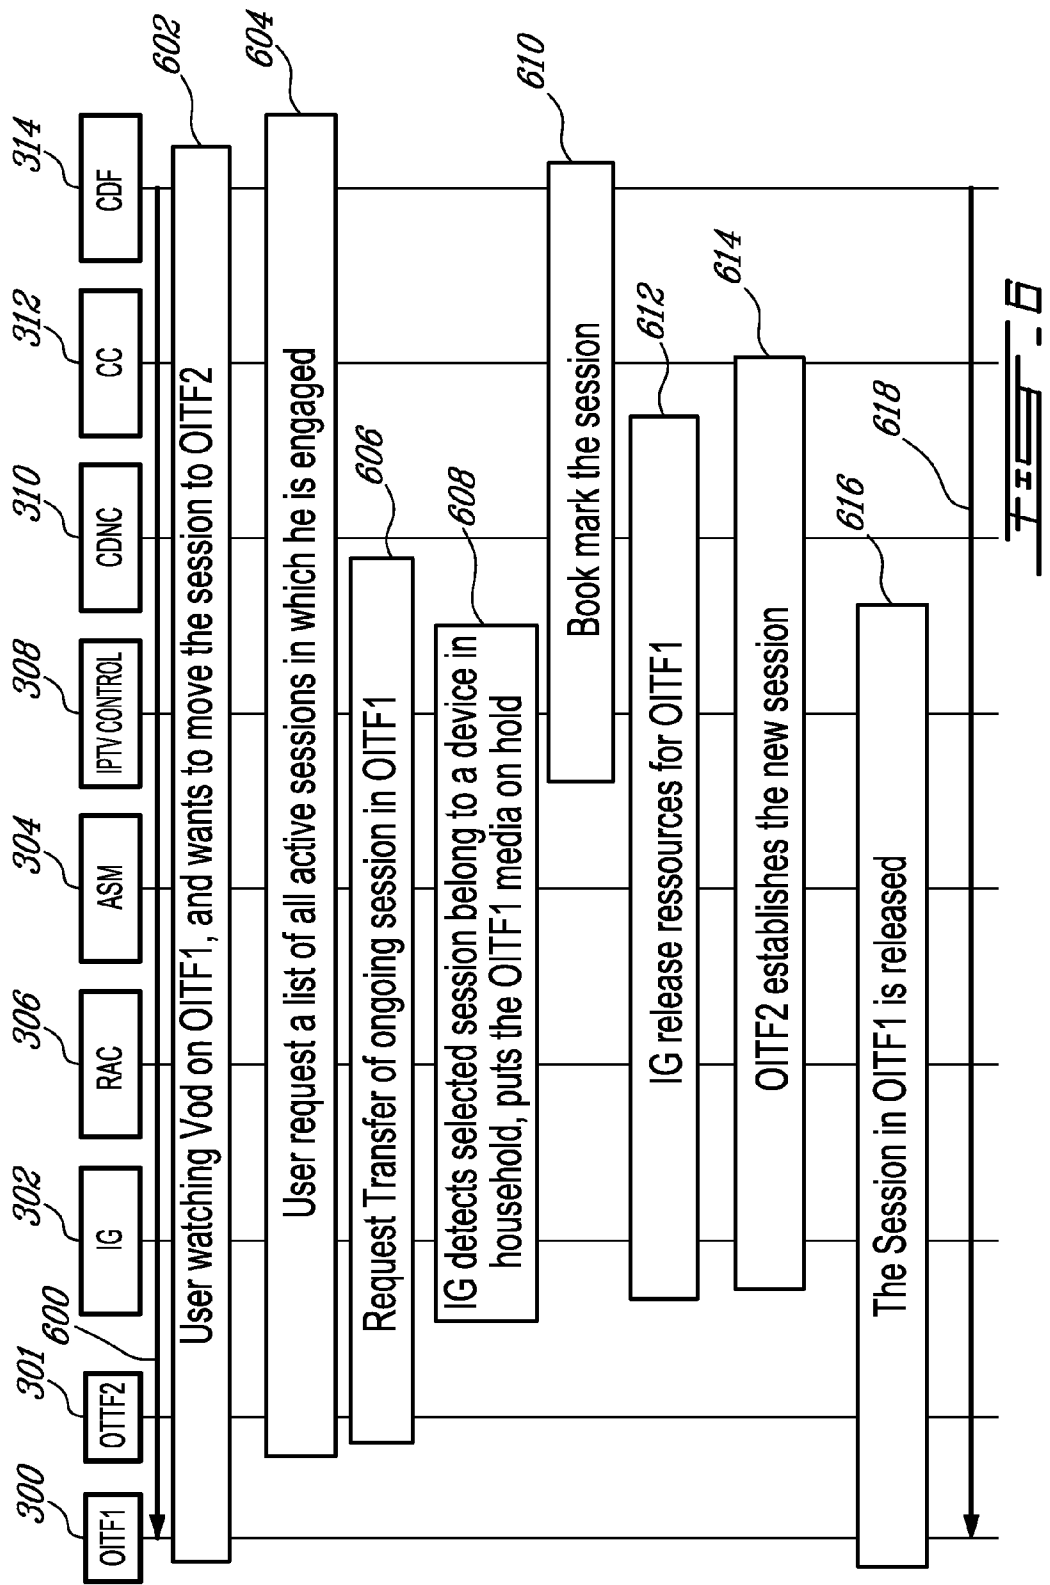 300
301
302
306
304
308
310
312
314
OITF1
OTTF2
IG
RAC
ASM
IPTV CONTROL
CDNC
CC
CDF
600
User watching Vod on OITF1, and wants to move the session to OITF2
602
User request a list of all active sessions in which he is engaged
604
Request Transfer of ongoing session in OITF1
606
IG detects selected session belong to a device in
household, puts the OITF1 media on hold
608
Book mark the session
610
IG release ressources for OITF1
612
OITF2 establishes the new session
614
The Session in OITF1 is released
616
618
FIG - 6